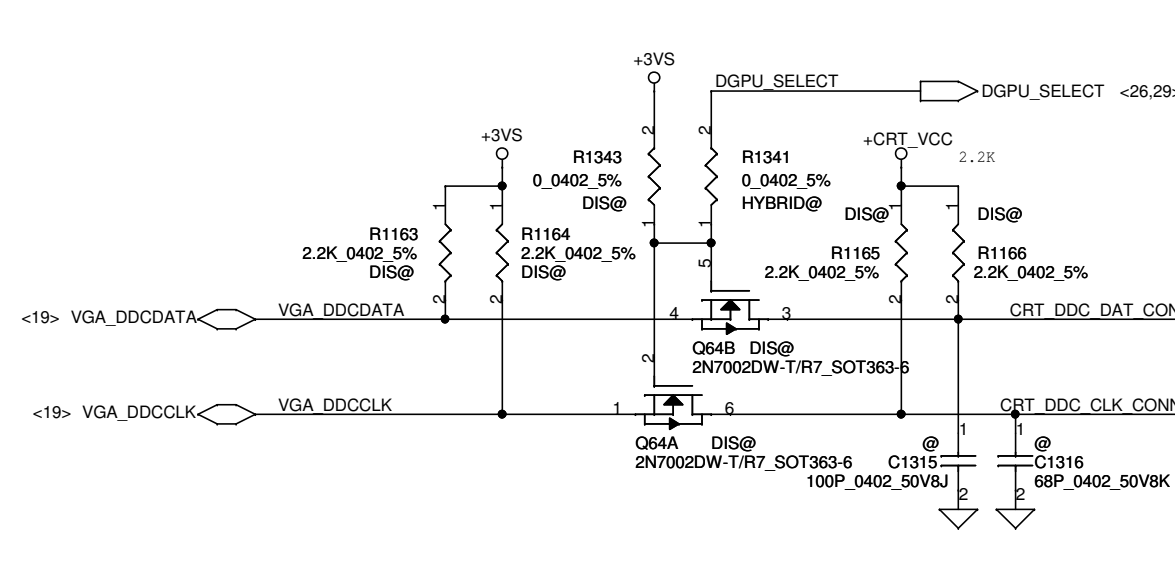 +3VS
DGPU_SELECT
DGPU_SELECT <26,29>
+3VS
+CRT_VCC
2.2K
2
2
R1343
0_0402_5%
DIS@
R1341
0_0402_5%
HYBRID@
1
1
1
1
R1163
2.2K_0402_5%
DIS@
R1164
2.2K_0402_5%
DIS@
1
1
DIS@
DIS@
R1165
2.2K_0402_5%
R1166
2.2K_0402_5%
5
2
2
2
2
<19> VGA_DDCDATA
VGA_DDCDATA
4
3
CRT_DDC_DAT_CON
Q64B DIS@
2N7002DW-T/R7_SOT363-6
2
<19> VGA_DDCCLK
VGA_DDCCLK
1
6
CRT_DDC_CLK_CONN
Q64A DIS@
2N7002DW-T/R7_SOT363-6
1
1
@
C1315
100P_0402_50V8J
@
C1316
68P_0402_50V8K
2
2